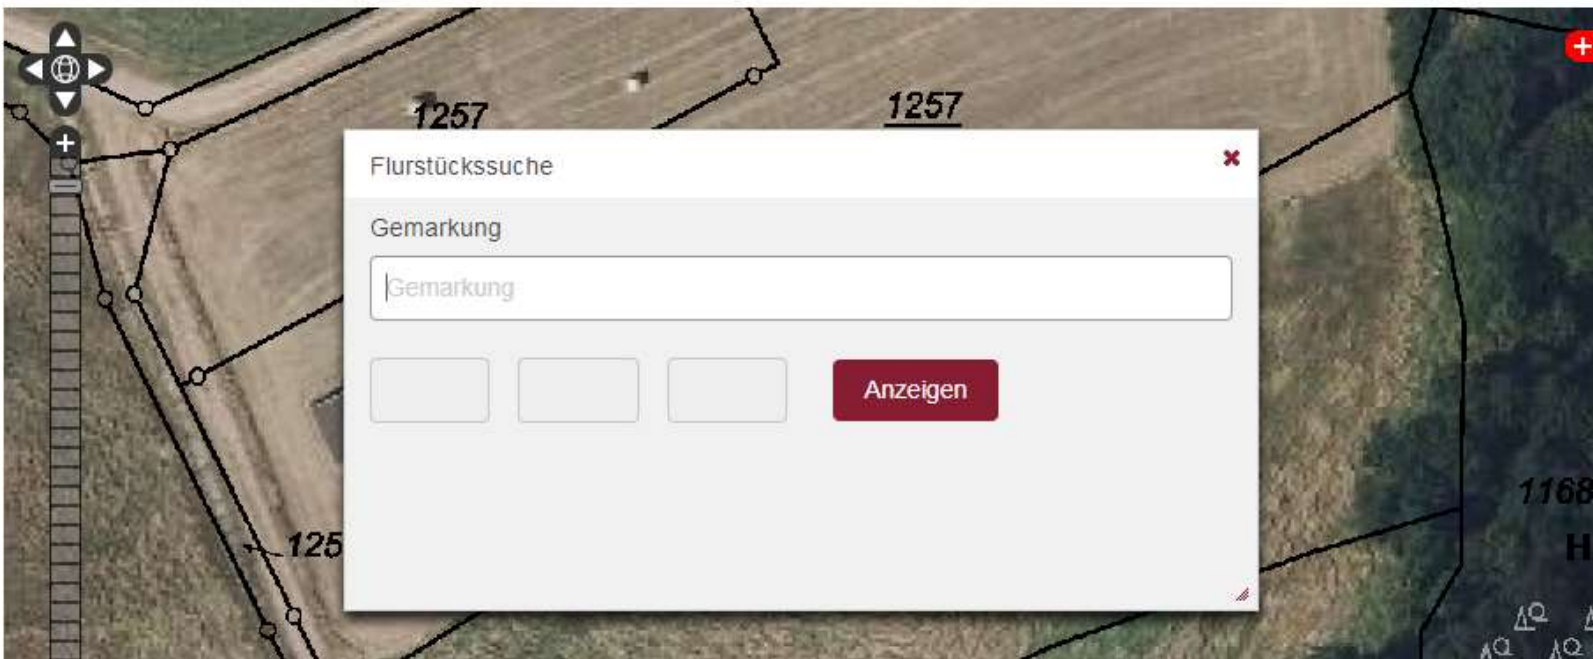 1257
1257
Flurstückssuche
Gemarkung
Gemarkung
Anzeigen
125
1168
H